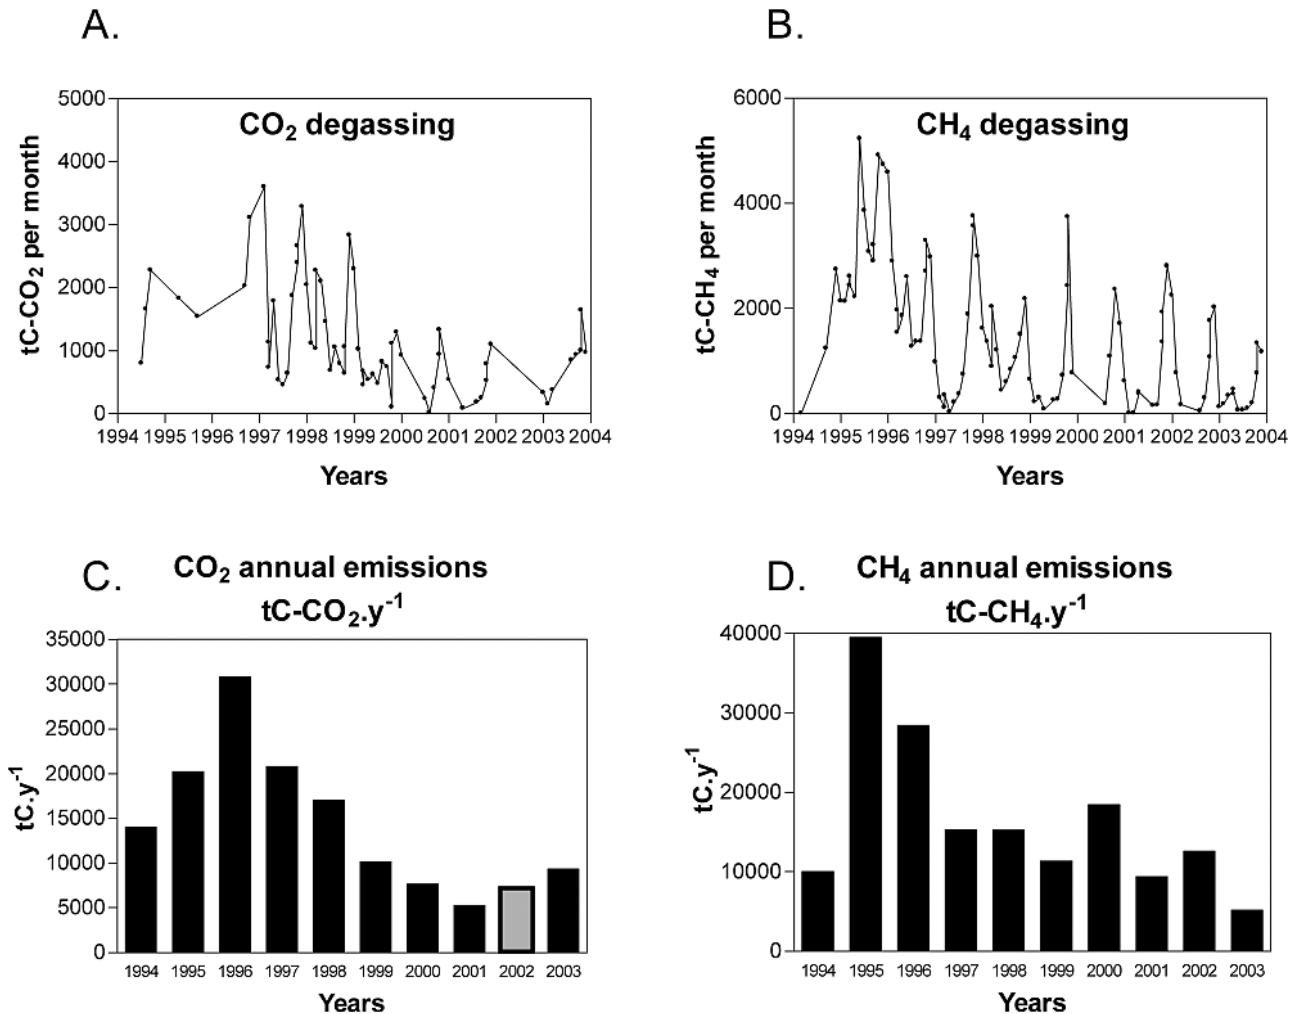 A.
CO2 degassing
tC-CO2 per month
5000
4000
3000
2000
1000
0
1994 1995 1996 1997 1998 1999 2000 2001 2002 2003 2004
Years
B.
CH4 degassing
tC-CH4 per month
6000
4000
2000
0
1994 1995 1996 1997 1998 1999 2000 2001 2002 2003 2004
Years
C.
CO2 annual emissions
tC-CO2.y-1
tC.y-1
35000
30000
25000
20000
15000
10000
5000
0
1994 1995 1996 1997 1998 1999 2000 2001 2002 2003
Years
D.
CH4 annual emissions
tC-CH4.y-1
tC.y-1
40000
30000
20000
10000
0
1994 1995 1996 1997 1998 1999 2000 2001 2002 2003
Years